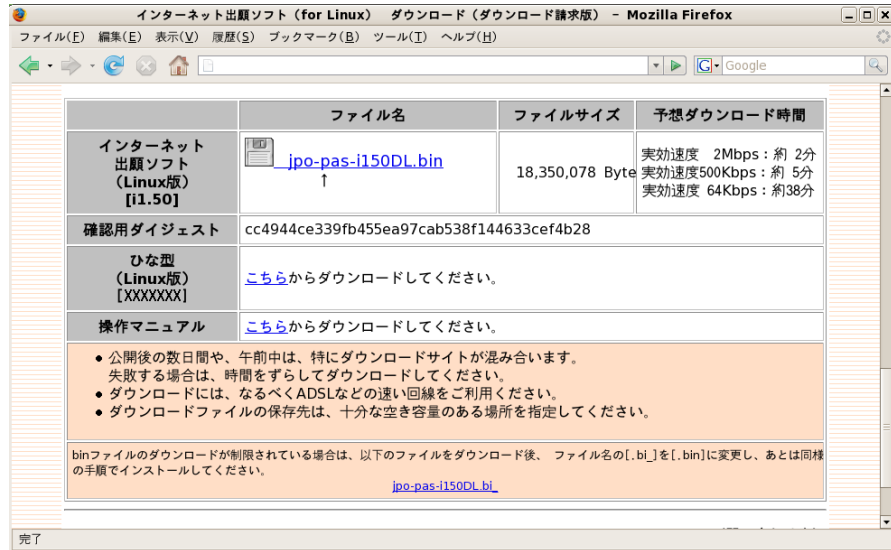 インターネット出願ソフト（for Linux） ダウンロード（ダウンロード請求版） - Mozilla Firefox
ファイル(F) 編集(E) 表示(V) 履歴(S) ブックマーク(B) ツール(T) ヘルプ(H)
G Google
ファイル名 ファイルサイズ 予想ダウンロード時間
インターネット
出願ソフト
（Linux版）
[i1.50]
jpo-pas-i150DL.bin
↑
18,350,078 Byte
実効速度 2Mbps：約 2分
実効速度500Kbps：約 5分
実効速度 64Kbps：約38分
確認用ダイジェスト cc4944ce339fb455ea97cab538f144633cef4b28
ひな型
（Linux版）
[XXXXXXX]
こちらからダウンロードしてください。
操作マニュアル こちらからダウンロードしてください。
● 公開後の数日間や、午前中は、特にダウンロードサイトが混み合います。
失敗する場合は、時間をずらしてダウンロードしてください。
● ダウンロードには、なるべくADSLなどの速い回線をご利用ください。
● ダウンロードファイルの保存先は、十分な空き容量のある場所を指定してください。
binファイルのダウンロードが制限されている場合は、以下のファイルをダウンロード後、 ファイル名の[.bi_]を[.bin]に変更し、あとは同様
の手順でインストールしてください。
jpo-pas-i150DL.bi_
完了